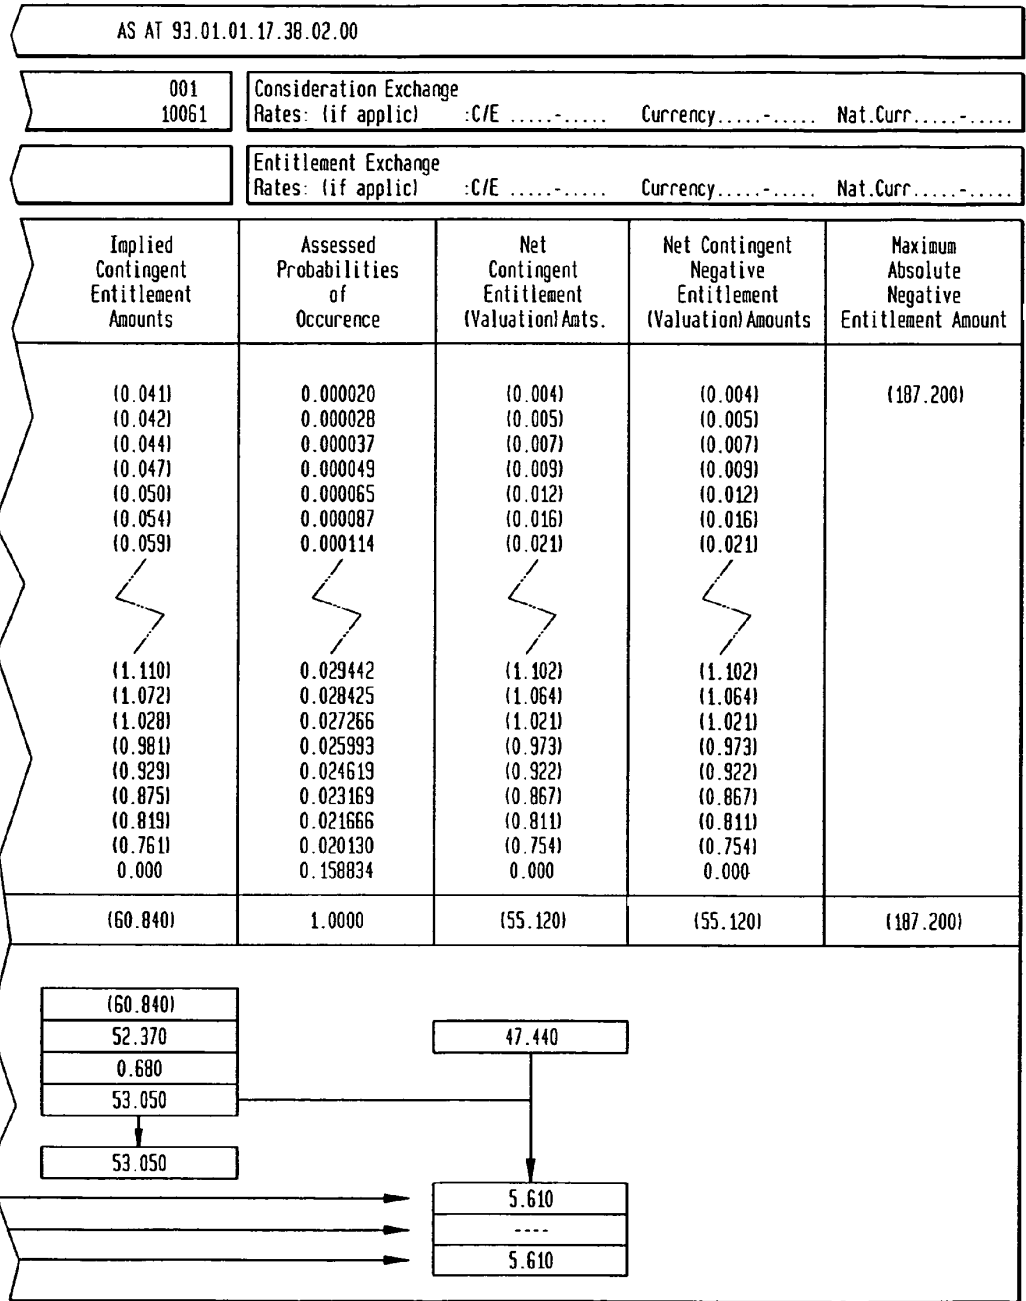 AS AT 93.01.01.17.38.02.00
001
10061
Consideration Exchange
Rates: (if applic) :C/E .....-..... Currency.....-..... Nat.Curr.....-.....
Entitlement Exchange
Rates: (if applic) :C/E .....-..... Currency.....-..... Nat.Curr.....-.....
Implied Contingent Entitlement Amounts
Assessed Probabilities of Occurence
Net Contingent Entitlement (Valuation) Amts.
Net Contingent Negative Entitlement (Valuation) Amounts
Maximum Absolute Negative Entitlement Amount
(0.041) 0.000020 (0.004) (0.004) (187.200)
(0.042) 0.000028 (0.005) (0.005)
(0.044) 0.000037 (0.007) (0.007)
(0.047) 0.000049 (0.009) (0.009)
(0.050) 0.000065 (0.012) (0.012)
(0.054) 0.000087 (0.016) (0.016)
(0.059) 0.000114 (0.021) (0.021)
(1.110) 0.029442 (1.102) (1.102)
(1.072) 0.028425 (1.064) (1.064)
(1.028) 0.027266 (1.021) (1.021)
(0.981) 0.025993 (0.973) (0.973)
(0.929) 0.024619 (0.922) (0.922)
(0.875) 0.023169 (0.867) (0.867)
(0.819) 0.021666 (0.811) (0.811)
(0.761) 0.020130 (0.754) (0.754)
0.000 0.158834 0.000 0.000
(60.840) 1.0000 (55.120) (55.120) (187.200)
(60.840)
52.370 47.440
0.680
53.050
53.050
5.610
----
5.610